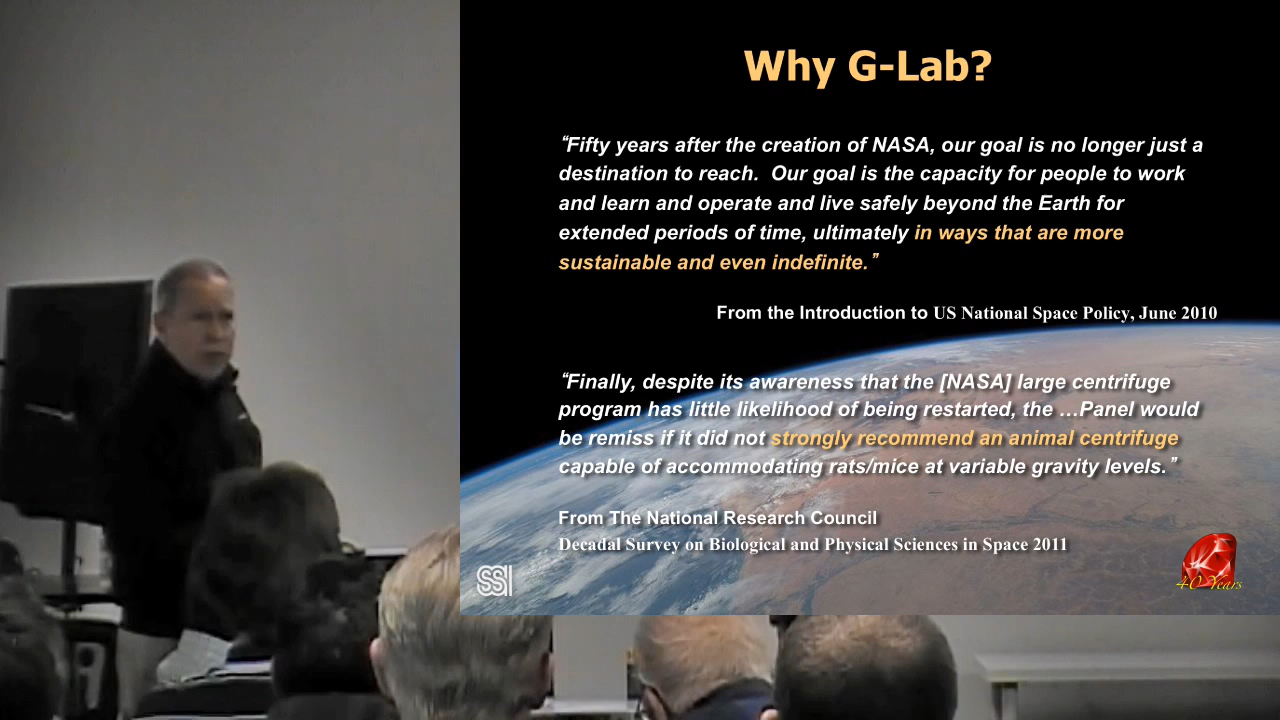 Why G-Lab?
“Fifty years after the creation of NASA, our goal is no longer just a
destination to reach.  Our goal is the capacity for people to work
and learn and operate and live safely beyond the Earth for
extended periods of time, ultimately in ways that are more
sustainable and even indefinite.”
From the Introduction to US National Space Policy, June 2010
“Finally, despite its awareness that the [NASA] large centrifuge
program has little likelihood of being restarted, the …Panel would
be remiss if it did not strongly recommend an animal centrifuge
capable of accommodating rats/mice at variable gravity levels.”
From The National Research Council
Decadal Survey on Biological and Physical Sciences in Space 2011
SSI
40 Years